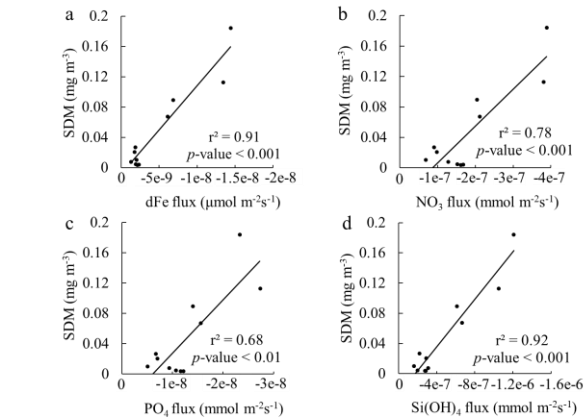 a
SDM (mg m⁻³)
0.2
0.16
0.12
0.08
0.04
0
r² = 0.91
p-value < 0.001
0 -5e-9 -1e-8 -1.5e-8 -2e-8
dFe flux (μmol m⁻²s⁻¹)
b
SDM (mg m⁻³)
0.2
0.16
0.12
0.08
0.04
0
r² = 0.78
p-value < 0.001
0 -1e-7 -2e-7 -3e-7 -4e-7
NO₃ flux (mmol m⁻²s⁻¹)
c
SDM (mg m⁻³)
0.2
0.16
0.12
0.08
0.04
0
r² = 0.68
p-value < 0.01
0 -1e-8 -2e-8 -3e-8
PO₄ flux (mmol m⁻²s⁻¹)
d
SDM (mg m⁻³)
0.2
0.16
0.12
0.08
0.04
0
r² = 0.92
p-value < 0.001
0 -4e-7 -8e-7 -1.2e-6 -1.6e-6
Si(OH)₄ flux (mmol m⁻²s⁻¹)